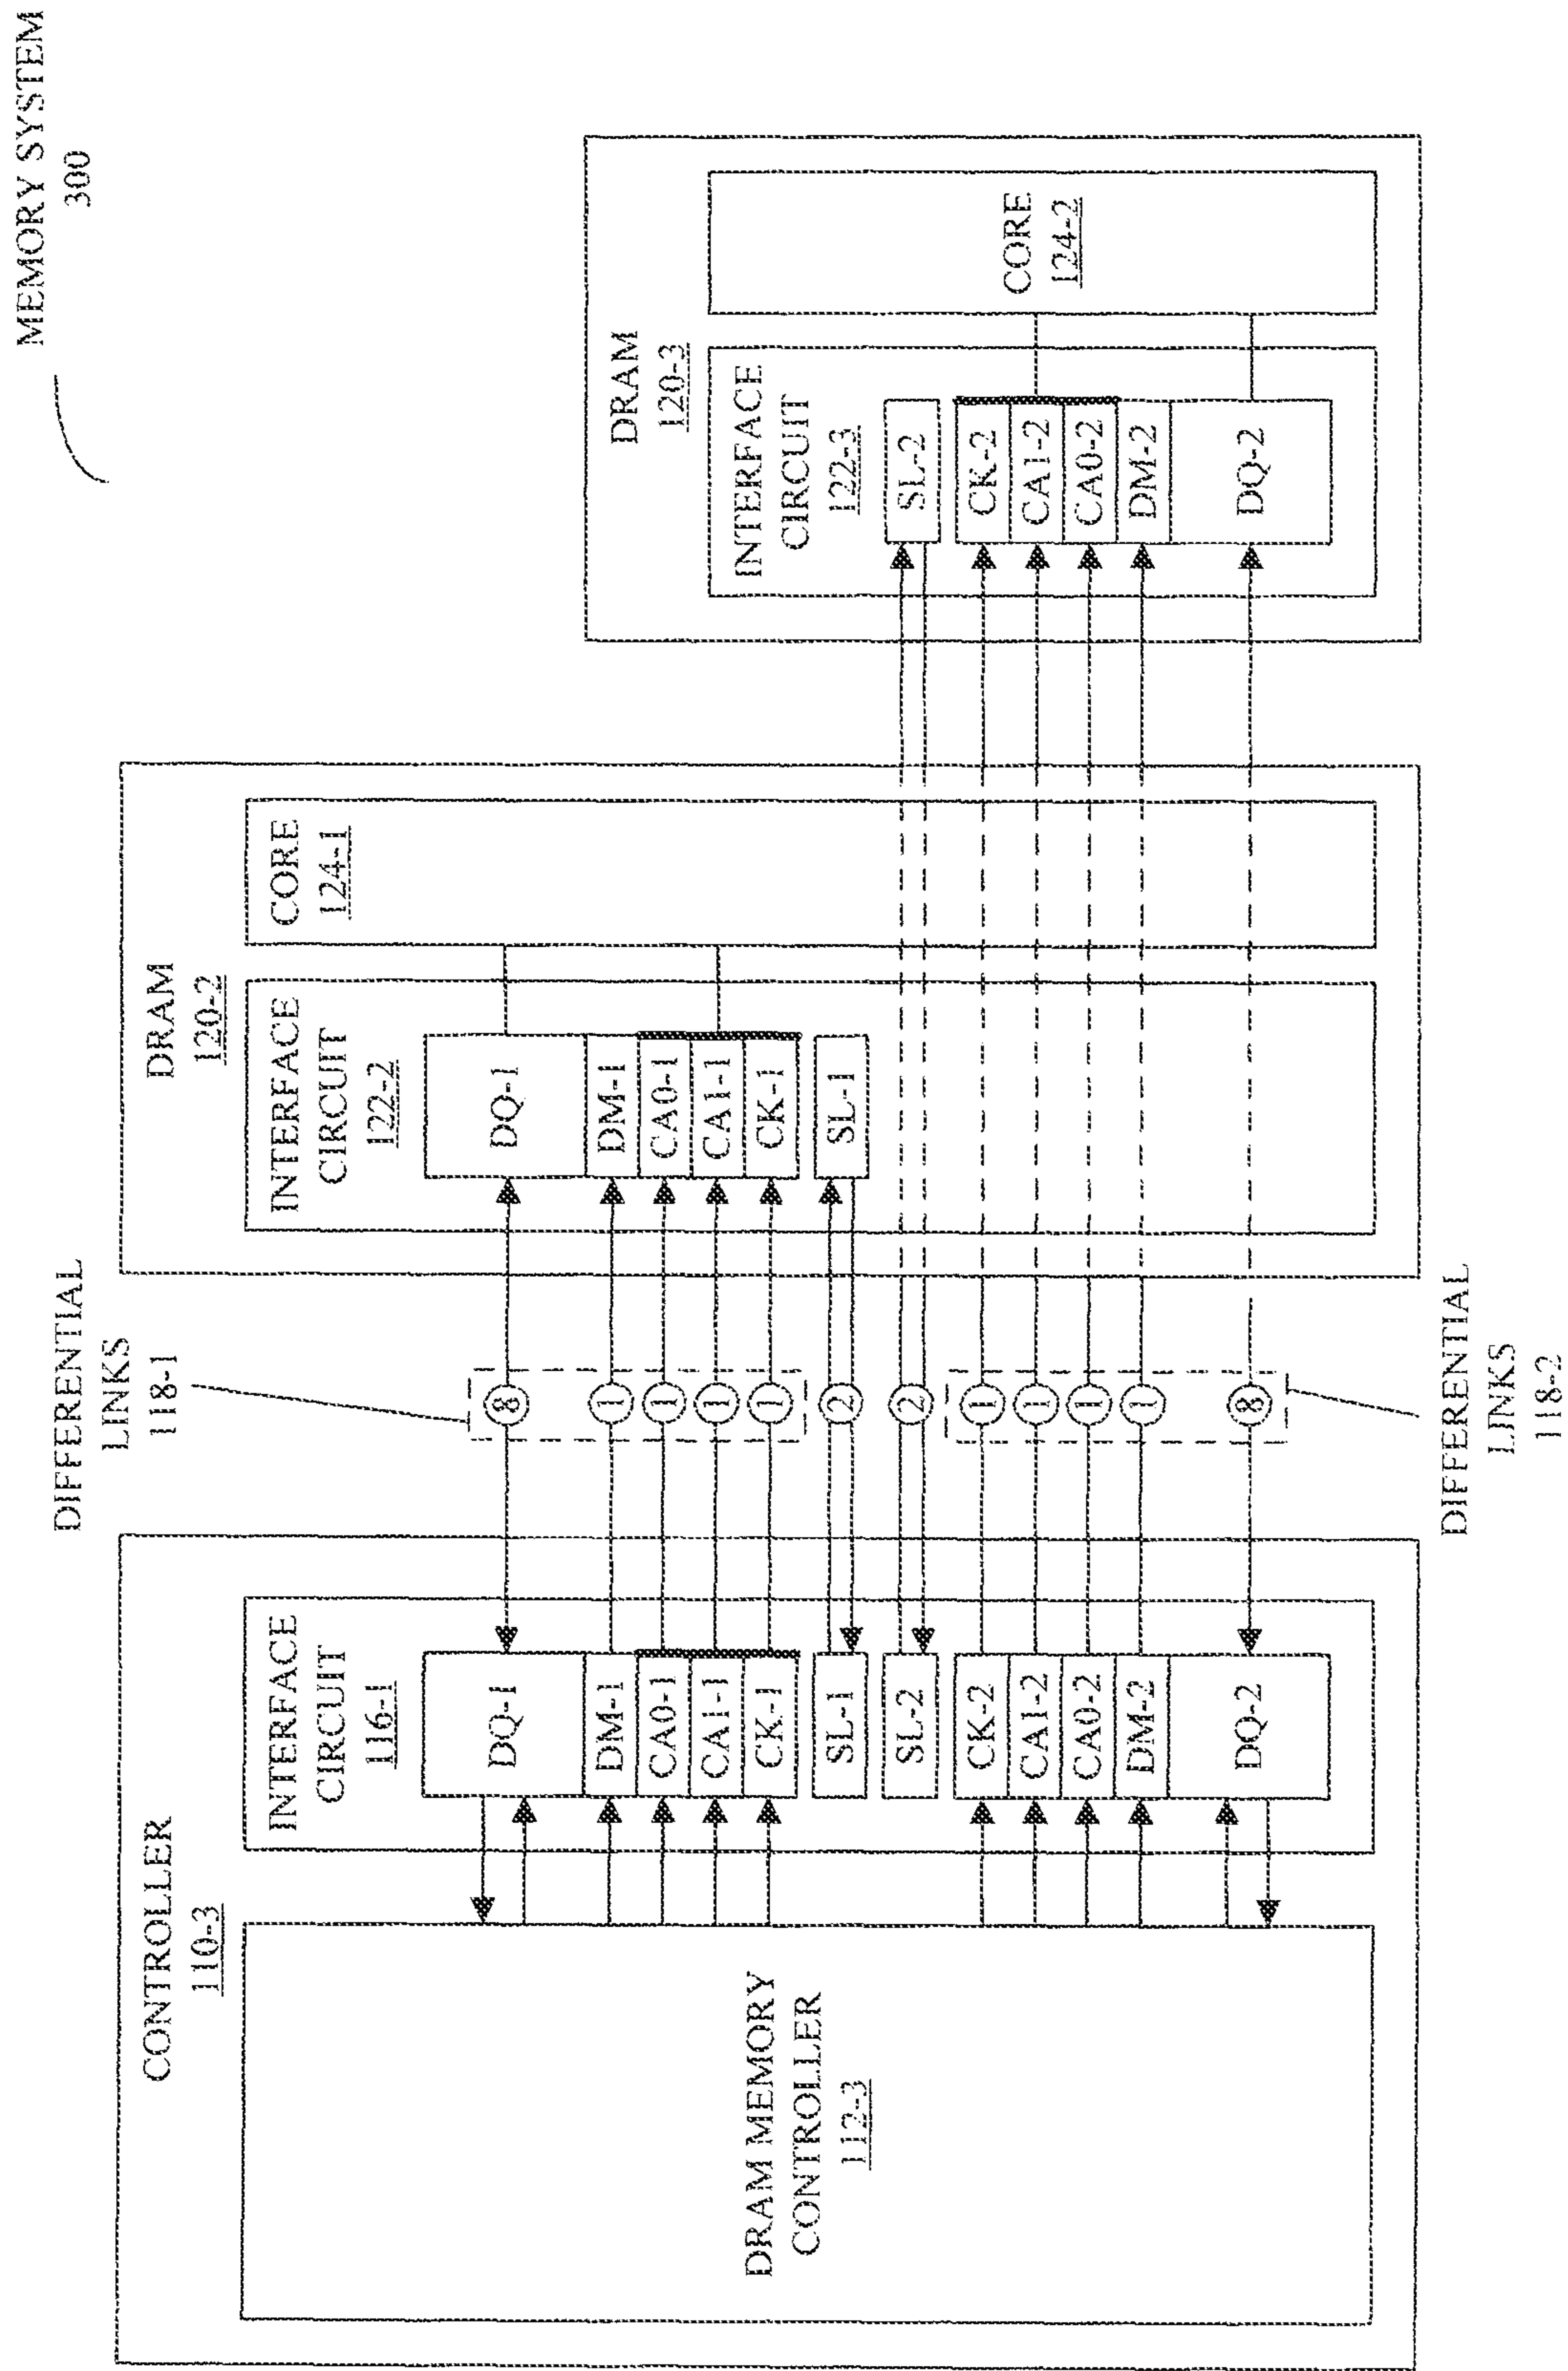 MEMORY SYSTEM
300
CONTROLLER
110-3
DRAM MEMORY
CONTROLLER
112-3
INTERFACE
CIRCUIT
116-1
DQ-1
DM-1
CA0-1
CA1-1
CK-1
SL-1
SL-2
CK-2
CA1-2
CA0-2
DM-2
DQ-2
DIFFERENTIAL
LINKS
118-1
8
1
1
1
1
2
2
1
1
1
1
8
DIFFERENTIAL
LINKS
118-2
DRAM
120-2
INTERFACE
CIRCUIT
122-2
DQ-1
DM-1
CA0-1
CA1-1
CK-1
SL-1
CORE
124-1
DRAM
120-3
INTERFACE
CIRCUIT
122-3
SL-2
CK-2
CA1-2
CA0-2
DM-2
DQ-2
CORE
124-2